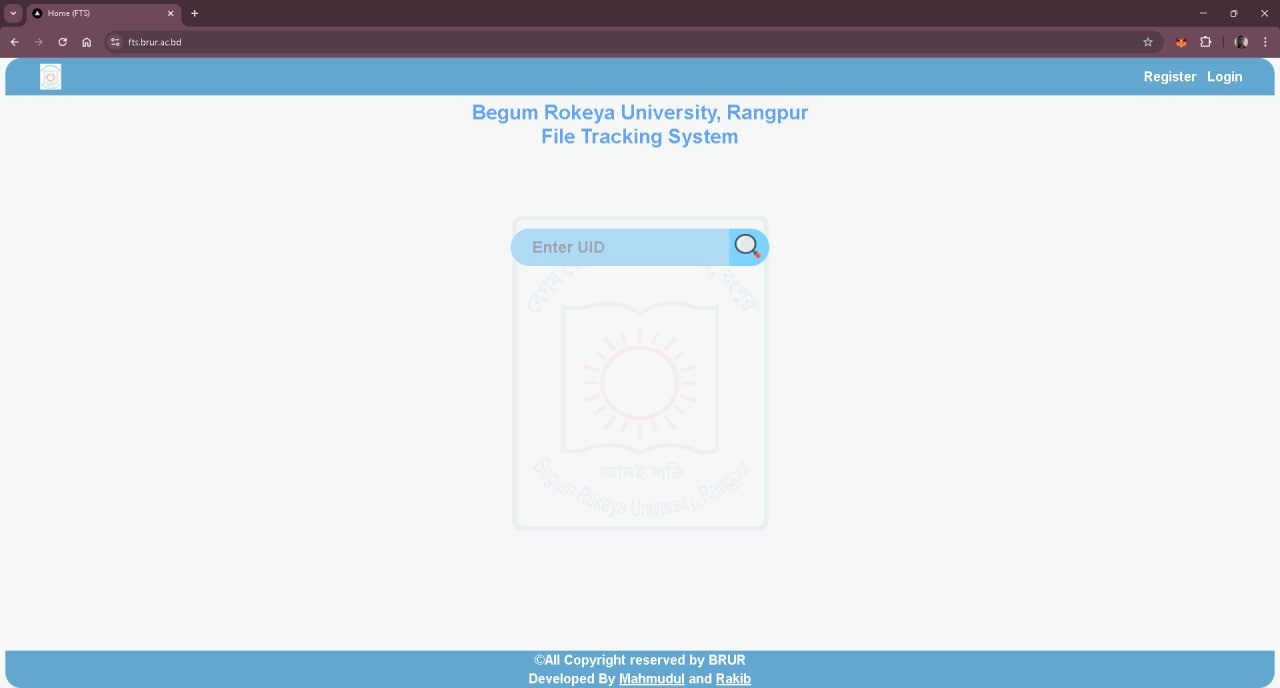 Home (FTS)
fts.brur.ac.bd
Register Login
Begum Rokeya University, Rangpur
File Tracking System
Enter UID
বেগম রংপুর
জ্ঞানই শক্তি
Begum Rokeya University, Rangpur
©All Copyright reserved by BRUR
Developed By Mahmudul and Rakib